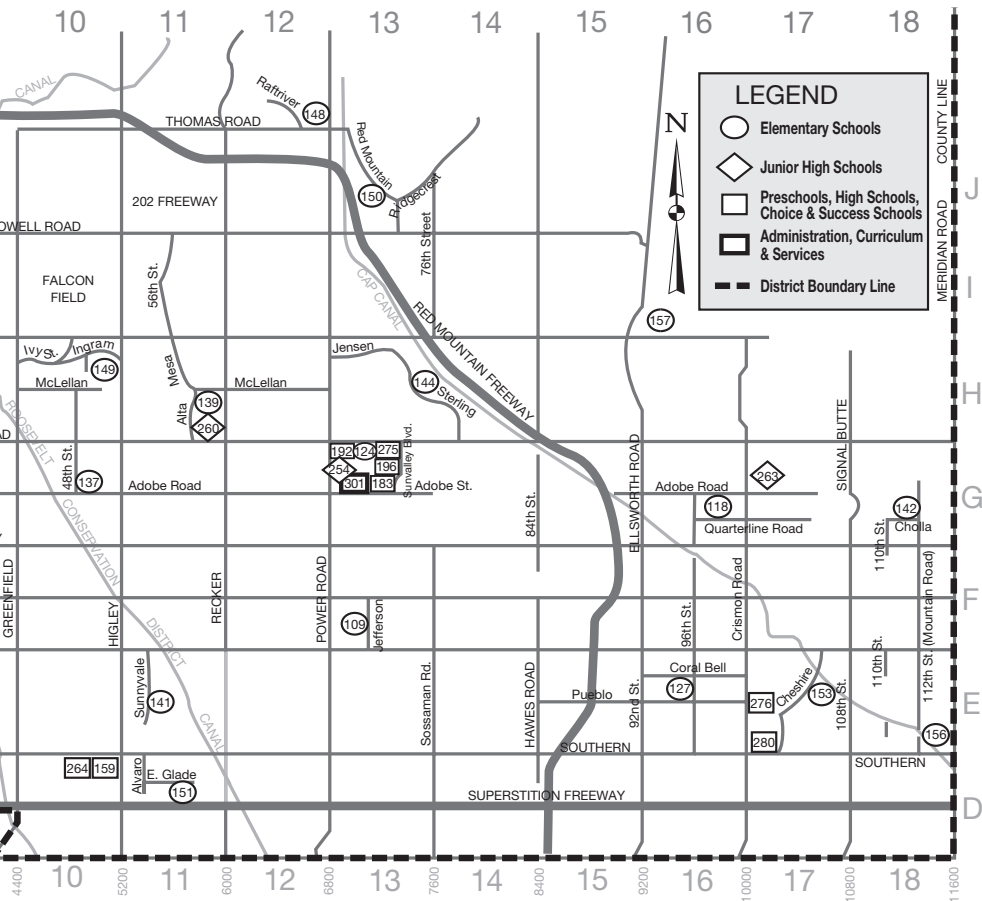 10 11 12 13 14 15 16 17 18
CANAL
Raftriver
148
THOMAS ROAD
Red Mountain
150
Ridgecrest
202 FREEWAY
OWELL ROAD
76th Street
N
LEGEND
Elementary Schools
Junior High Schools
Preschools, High Schools,
Choice & Success Schools
Administration, Curriculum
& Services
District Boundary Line
COUNTY LINE
MERIDIAN ROAD
J
I
H
G
F
E
D
FALCON
FIELD
56th St.
CAP CANAL
RED MOUNTAIN FREEWAY
157
Ivy St.
Ingram
149
McLellan
Mesa
Alta
McLellan
139
260
Jensen
144
Sterling
ROOSEVELT
CONSERVATION
DISTRICT
CANAL
AD
48th St.
137
Adobe Road
192
124
275
254
196
301
183
Sunvalley Blvd.
Adobe St.
84th St.
ELLSWORTH ROAD
Adobe Road
118
Quarterline Road
263
SIGNAL BUTTE
142
Cholla
110th St.
GREENFIELD
HIGLEY
RECKER
POWER ROAD
109
Jefferson
96th St.
Crismon Road
112th St. (Mountain Road)
Sunnyvale
141
Sossaman Rd.
HAWES ROAD
Pueblo
92nd St.
Coral Bell
127
276
Cheshire
153
108th St.
110th St.
156
280
SOUTHERN
SOUTHERN
264
159
Alvaro
E. Glade
151
SUPERSTITION FREEWAY
4400 10 5200 11 6000 12 6800 13 7600 14 8400 15 9200 16 10000 17 10800 18 11600